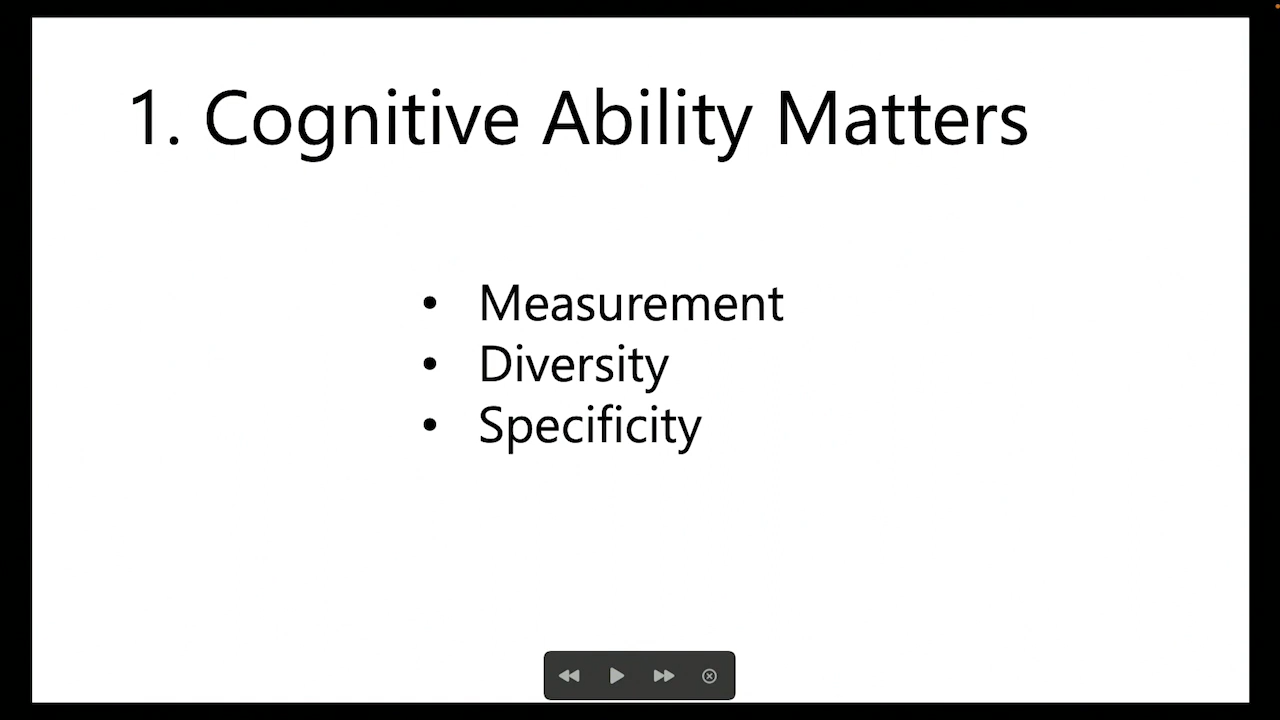 1. Cognitive Ability Matters
• Measurement
• Diversity
• Specificity